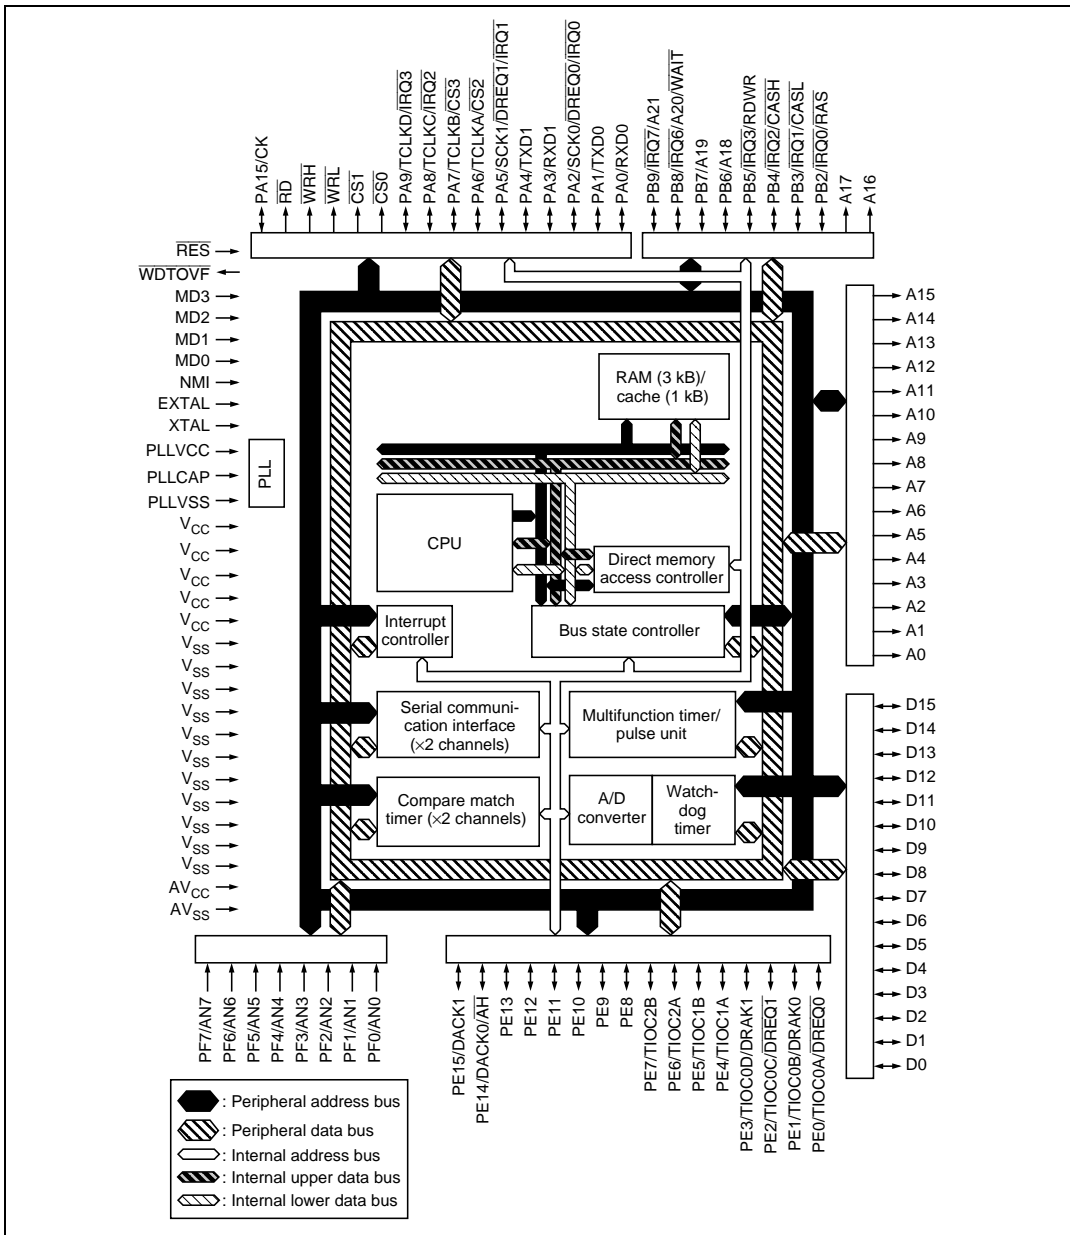 PA15/CK
RD
WRH
WRL
CS1
CS0
PA9/TCLKD/IRQ3
PA8/TCLKC/IRQ2
PA7/TCLKB/CS3
PA6/TCLKA/CS2
PA5/SCK1/DREQ1/IRQ1
PA4/TXD1
PA3/RXD1
PA2/SCK0/DREQ0/IRQ0
PA1/TXD0
PA0/RXD0
PB9/IRQ7/A21
PB8/IRQ6/A20/WAIT
PB7/A19
PB6/A18
PB5/IRQ3/RDWR
PB4/IRQ2/CASH
PB3/IRQ1/CASL
PB2/IRQ0/RAS
A17
A16
RES
WDTOVF
MD3
MD2
MD1
MD0
NMI
EXTAL
XTAL
PLLVCC
PLLCAP
PLLVSS
VCC
VCC
VCC
VCC
VCC
VSS
VSS
VSS
VSS
VSS
VSS
VSS
VSS
VSS
VSS
VSS
AVCC
AVSS
PLL
RAM (3 kB)/
cache (1 kB)
CPU
Direct memory
access controller
Interrupt
controller
Bus state controller
Serial communi-
cation interface
(×2 channels)
Multifunction timer/
pulse unit
Compare match
timer (×2 channels)
A/D
converter
Watch-
dog
timer
A15
A14
A13
A12
A11
A10
A9
A8
A7
A6
A5
A4
A3
A2
A1
A0
D15
D14
D13
D12
D11
D10
D9
D8
D7
D6
D5
D4
D3
D2
D1
D0
PF7/AN7
PF6/AN6
PF5/AN5
PF4/AN4
PF3/AN3
PF2/AN2
PF1/AN1
PF0/AN0
PE15/DACK1
PE14/DACK0/AH
PE13
PE12
PE11
PE10
PE9
PE8
PE7/TIOC2B
PE6/TIOC2A
PE5/TIOC1B
PE4/TIOC1A
PE3/TIOC0D/DRAK1
PE2/TIOC0C/DREQ1
PE1/TIOC0B/DRAK0
PE0/TIOC0A/DREQ0
: Peripheral address bus
: Peripheral data bus
: Internal address bus
: Internal upper data bus
: Internal lower data bus